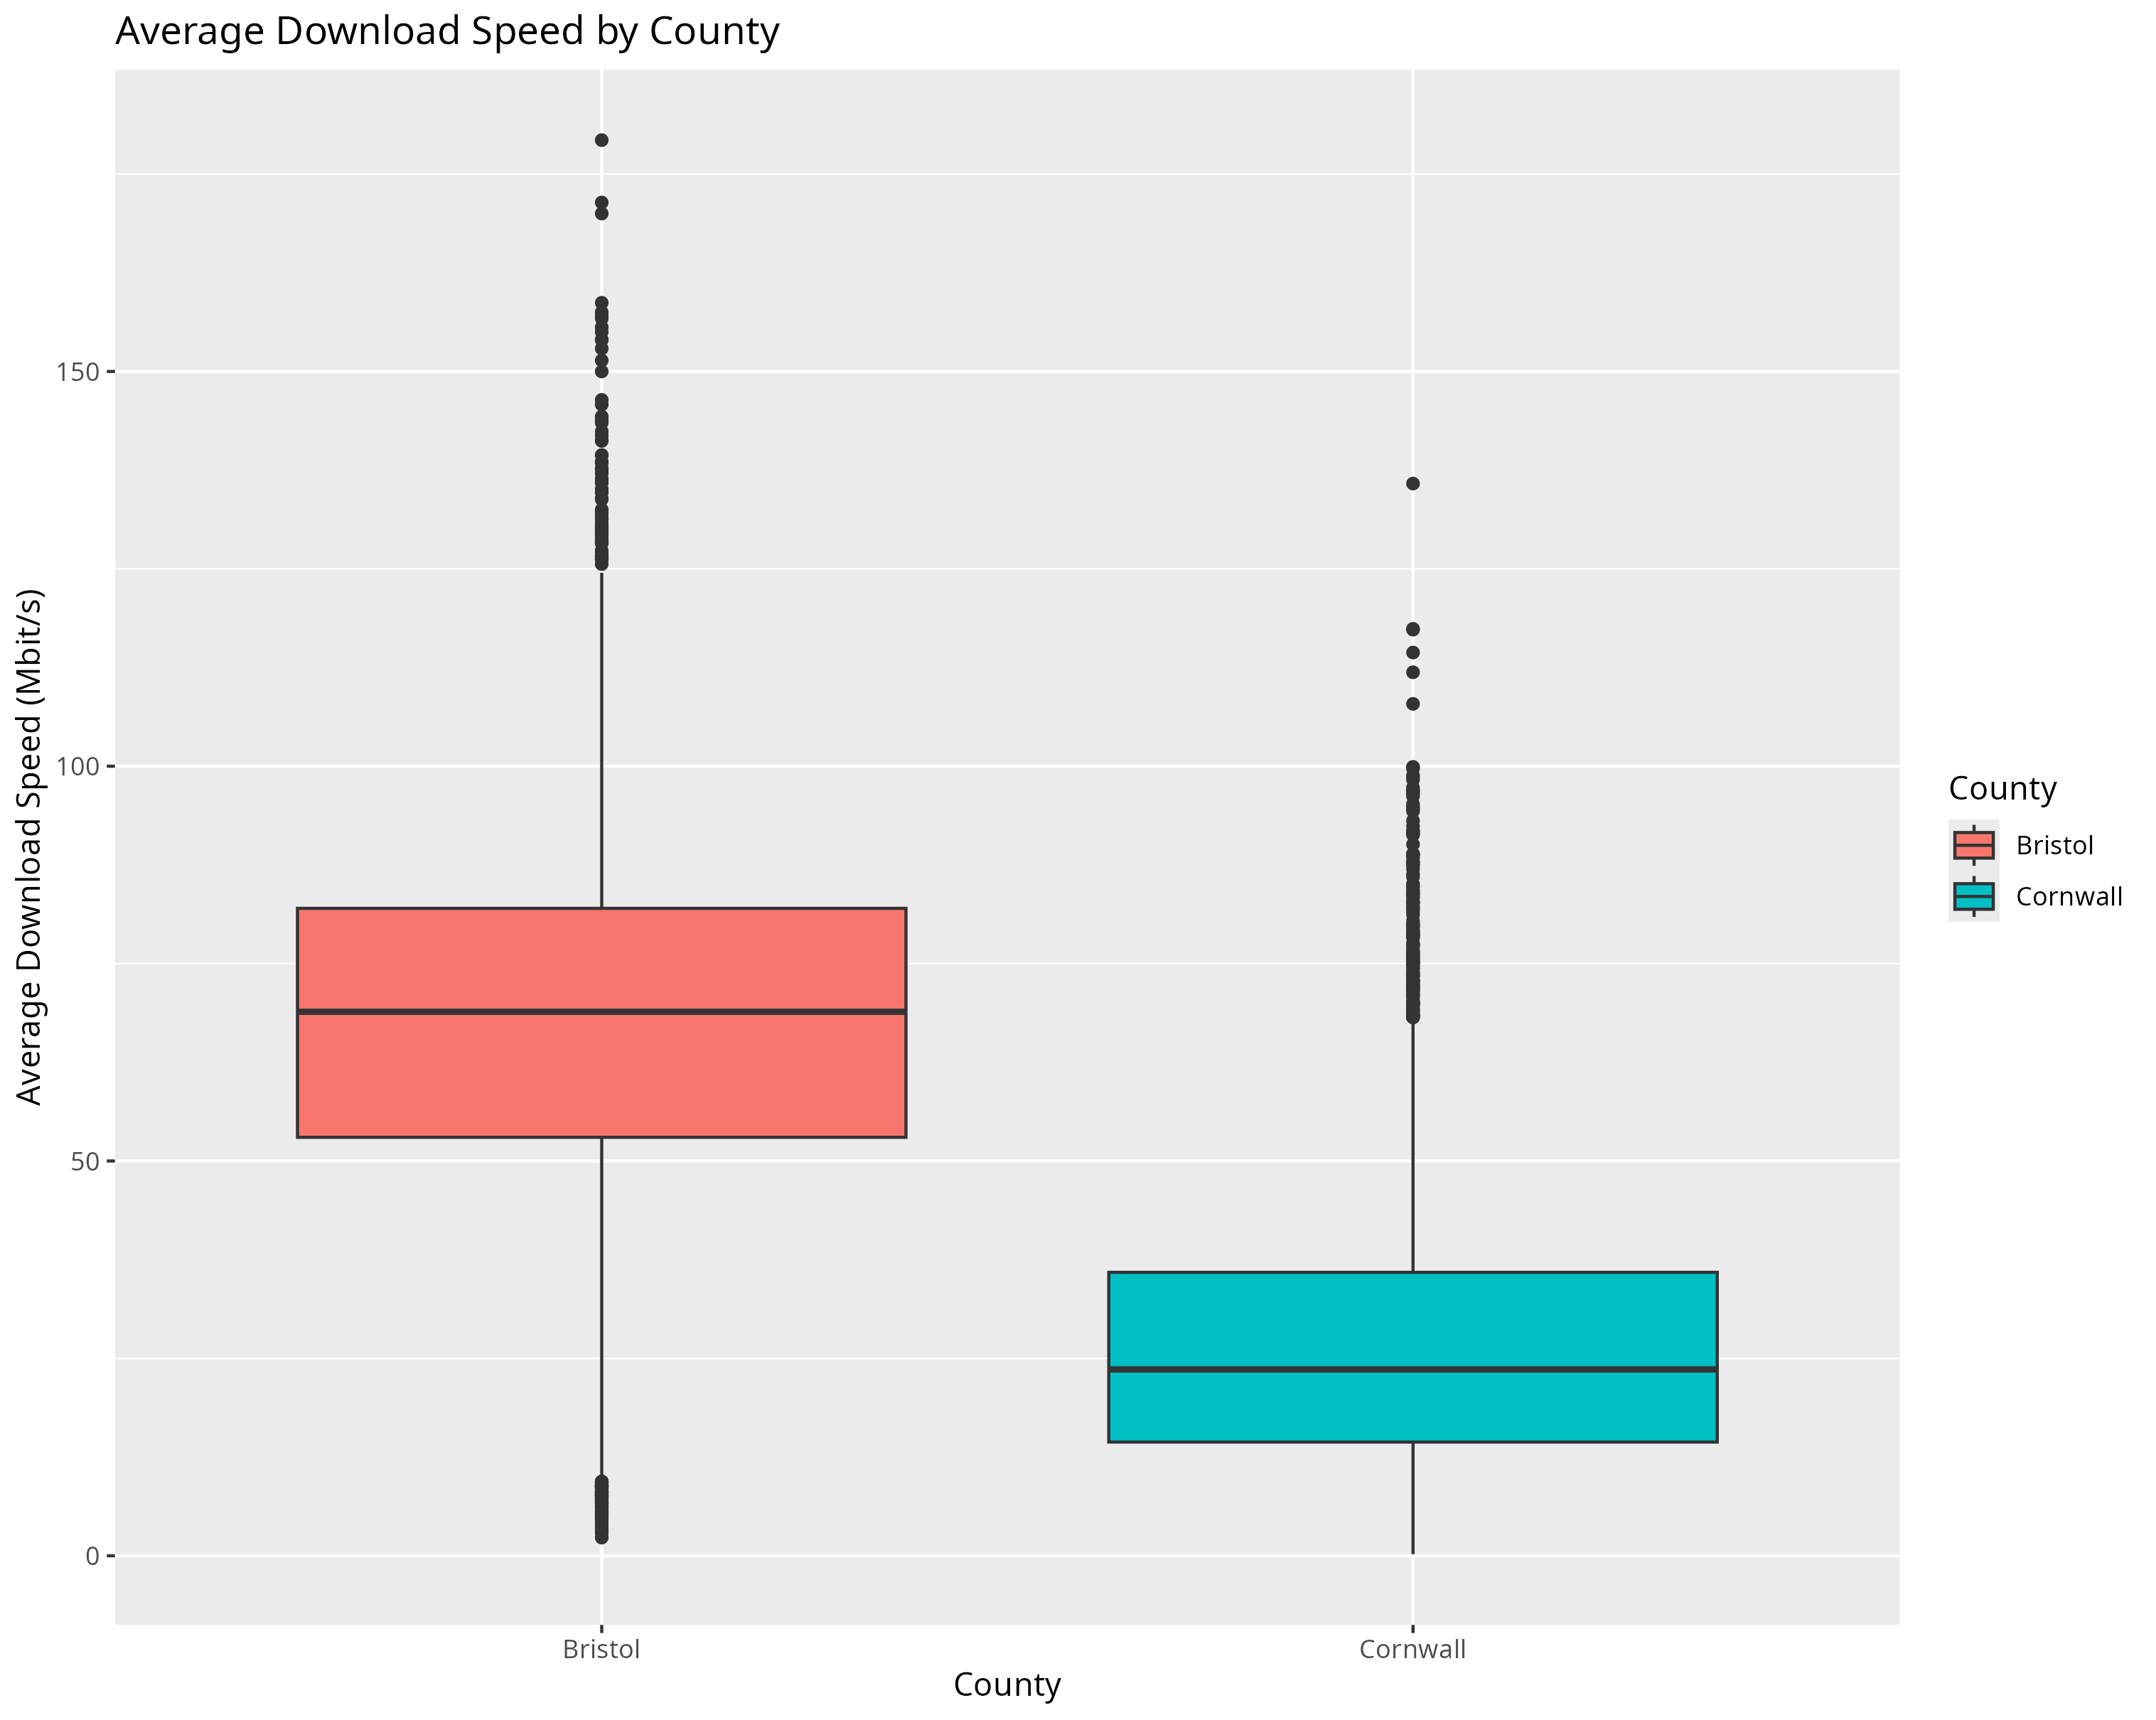 Average Download Speed by County
Average Download Speed (Mbit/s)
150
100
50
0
Bristol
Cornwall
County
County
Bristol
Cornwall